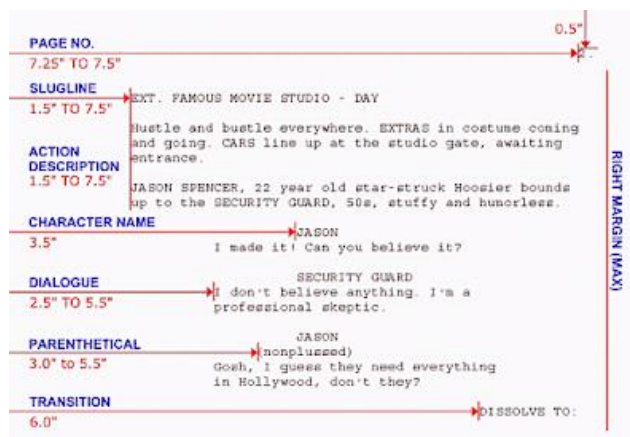 0.5"
PAGE NO.
2.
7.25" TO 7.5"
SLUGLINE
1.5" TO 7.5"
EXT. FAMOUS MOVIE STUDIO - DAY
Hustle and bustle everywhere. EXTRAS in costume coming
and going. CARS line up at the studio gate, awaiting
entrance.
ACTION
DESCRIPTION
1.5" TO 7.5"
JASON SPENCER, 22 year old star-struck Hoosier bounds
up to the SECURITY GUARD, 50s, stuffy and humorless.
RIGHT MARGIN (MAX)
CHARACTER NAME
3.5"
JASON
I made it! Can you believe it?
DIALOGUE
2.5" TO 5.5"
SECURITY GUARD
I don't believe anything. I'm a
professional skeptic.
PARENTHETICAL
3.0" to 5.5"
JASON
(nonplussed)
Gosh, I guess they need everything
in Hollywood, don't they?
TRANSITION
6.0"
DISSOLVE TO: